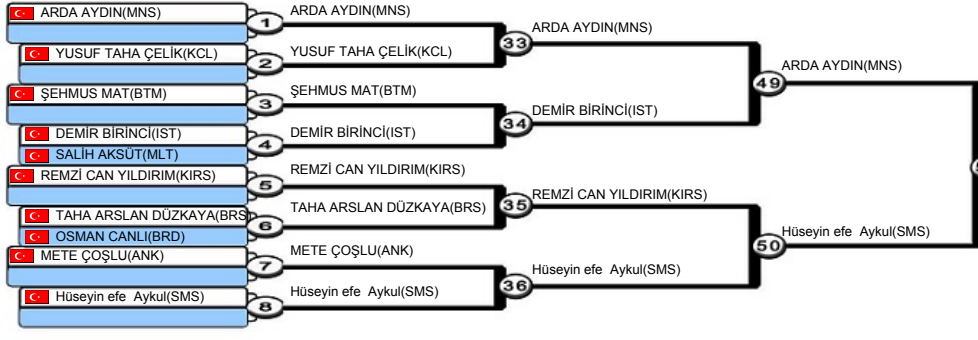 ARDA AYDIN(MNS)
1
YUSUF TAHA ÇELİK(KCL)
2
ŞEHMUS MAT(BTM)
3
DEMİR BİRİNCİ(IST)
SALİH AKSÜT(MLT)
4
REMZİ CAN YILDIRIM(KIRS)
5
TAHA ARSLAN DÜZKAYA(BRS)
OSMAN CANLI(BRD)
6
METE ÇOŞLU(ANK)
7
Hüseyin efe  Aykul(SMS)
8
ARDA AYDIN(MNS)
YUSUF TAHA ÇELİK(KCL)
33
ŞEHMUS MAT(BTM)
DEMİR BİRİNCİ(IST)
34
REMZİ CAN YILDIRIM(KIRS)
TAHA ARSLAN DÜZKAYA(BRS)
35
METE ÇOŞLU(ANK)
Hüseyin efe  Aykul(SMS)
36
ARDA AYDIN(MNS)
DEMİR BİRİNCİ(IST)
49
REMZİ CAN YILDIRIM(KIRS)
Hüseyin efe  Aykul(SMS)
50
ARDA AYDIN(MNS)
Hüseyin efe  Aykul(SMS)